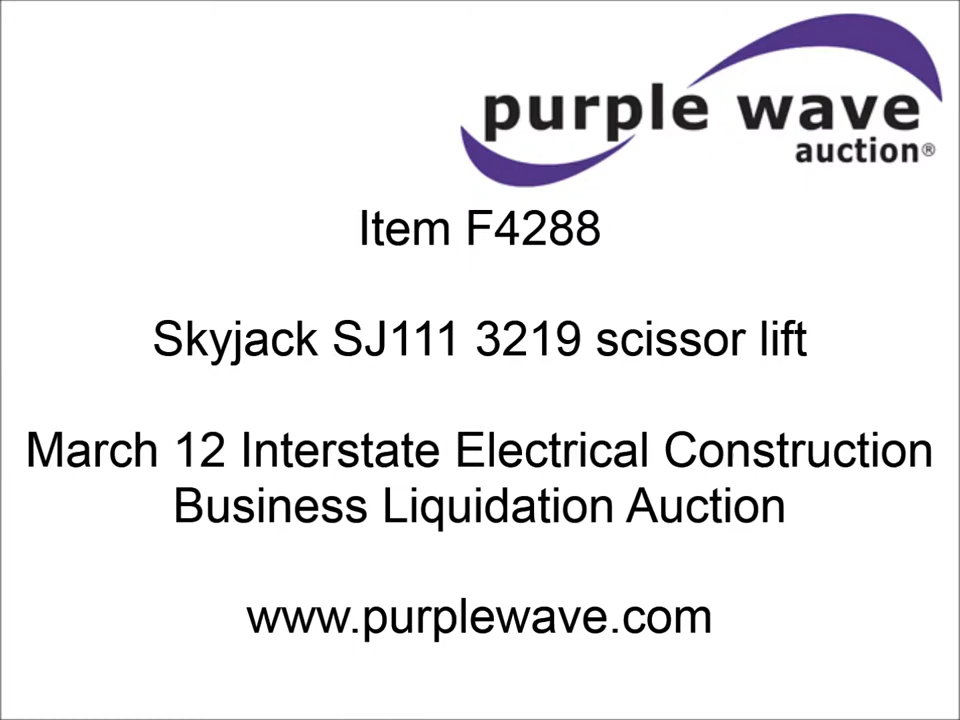 purple wave
auction®
Item F4288
Skyjack SJ111 3219 scissor lift
March 12 Interstate Electrical Construction
Business Liquidation Auction
www.purplewave.com